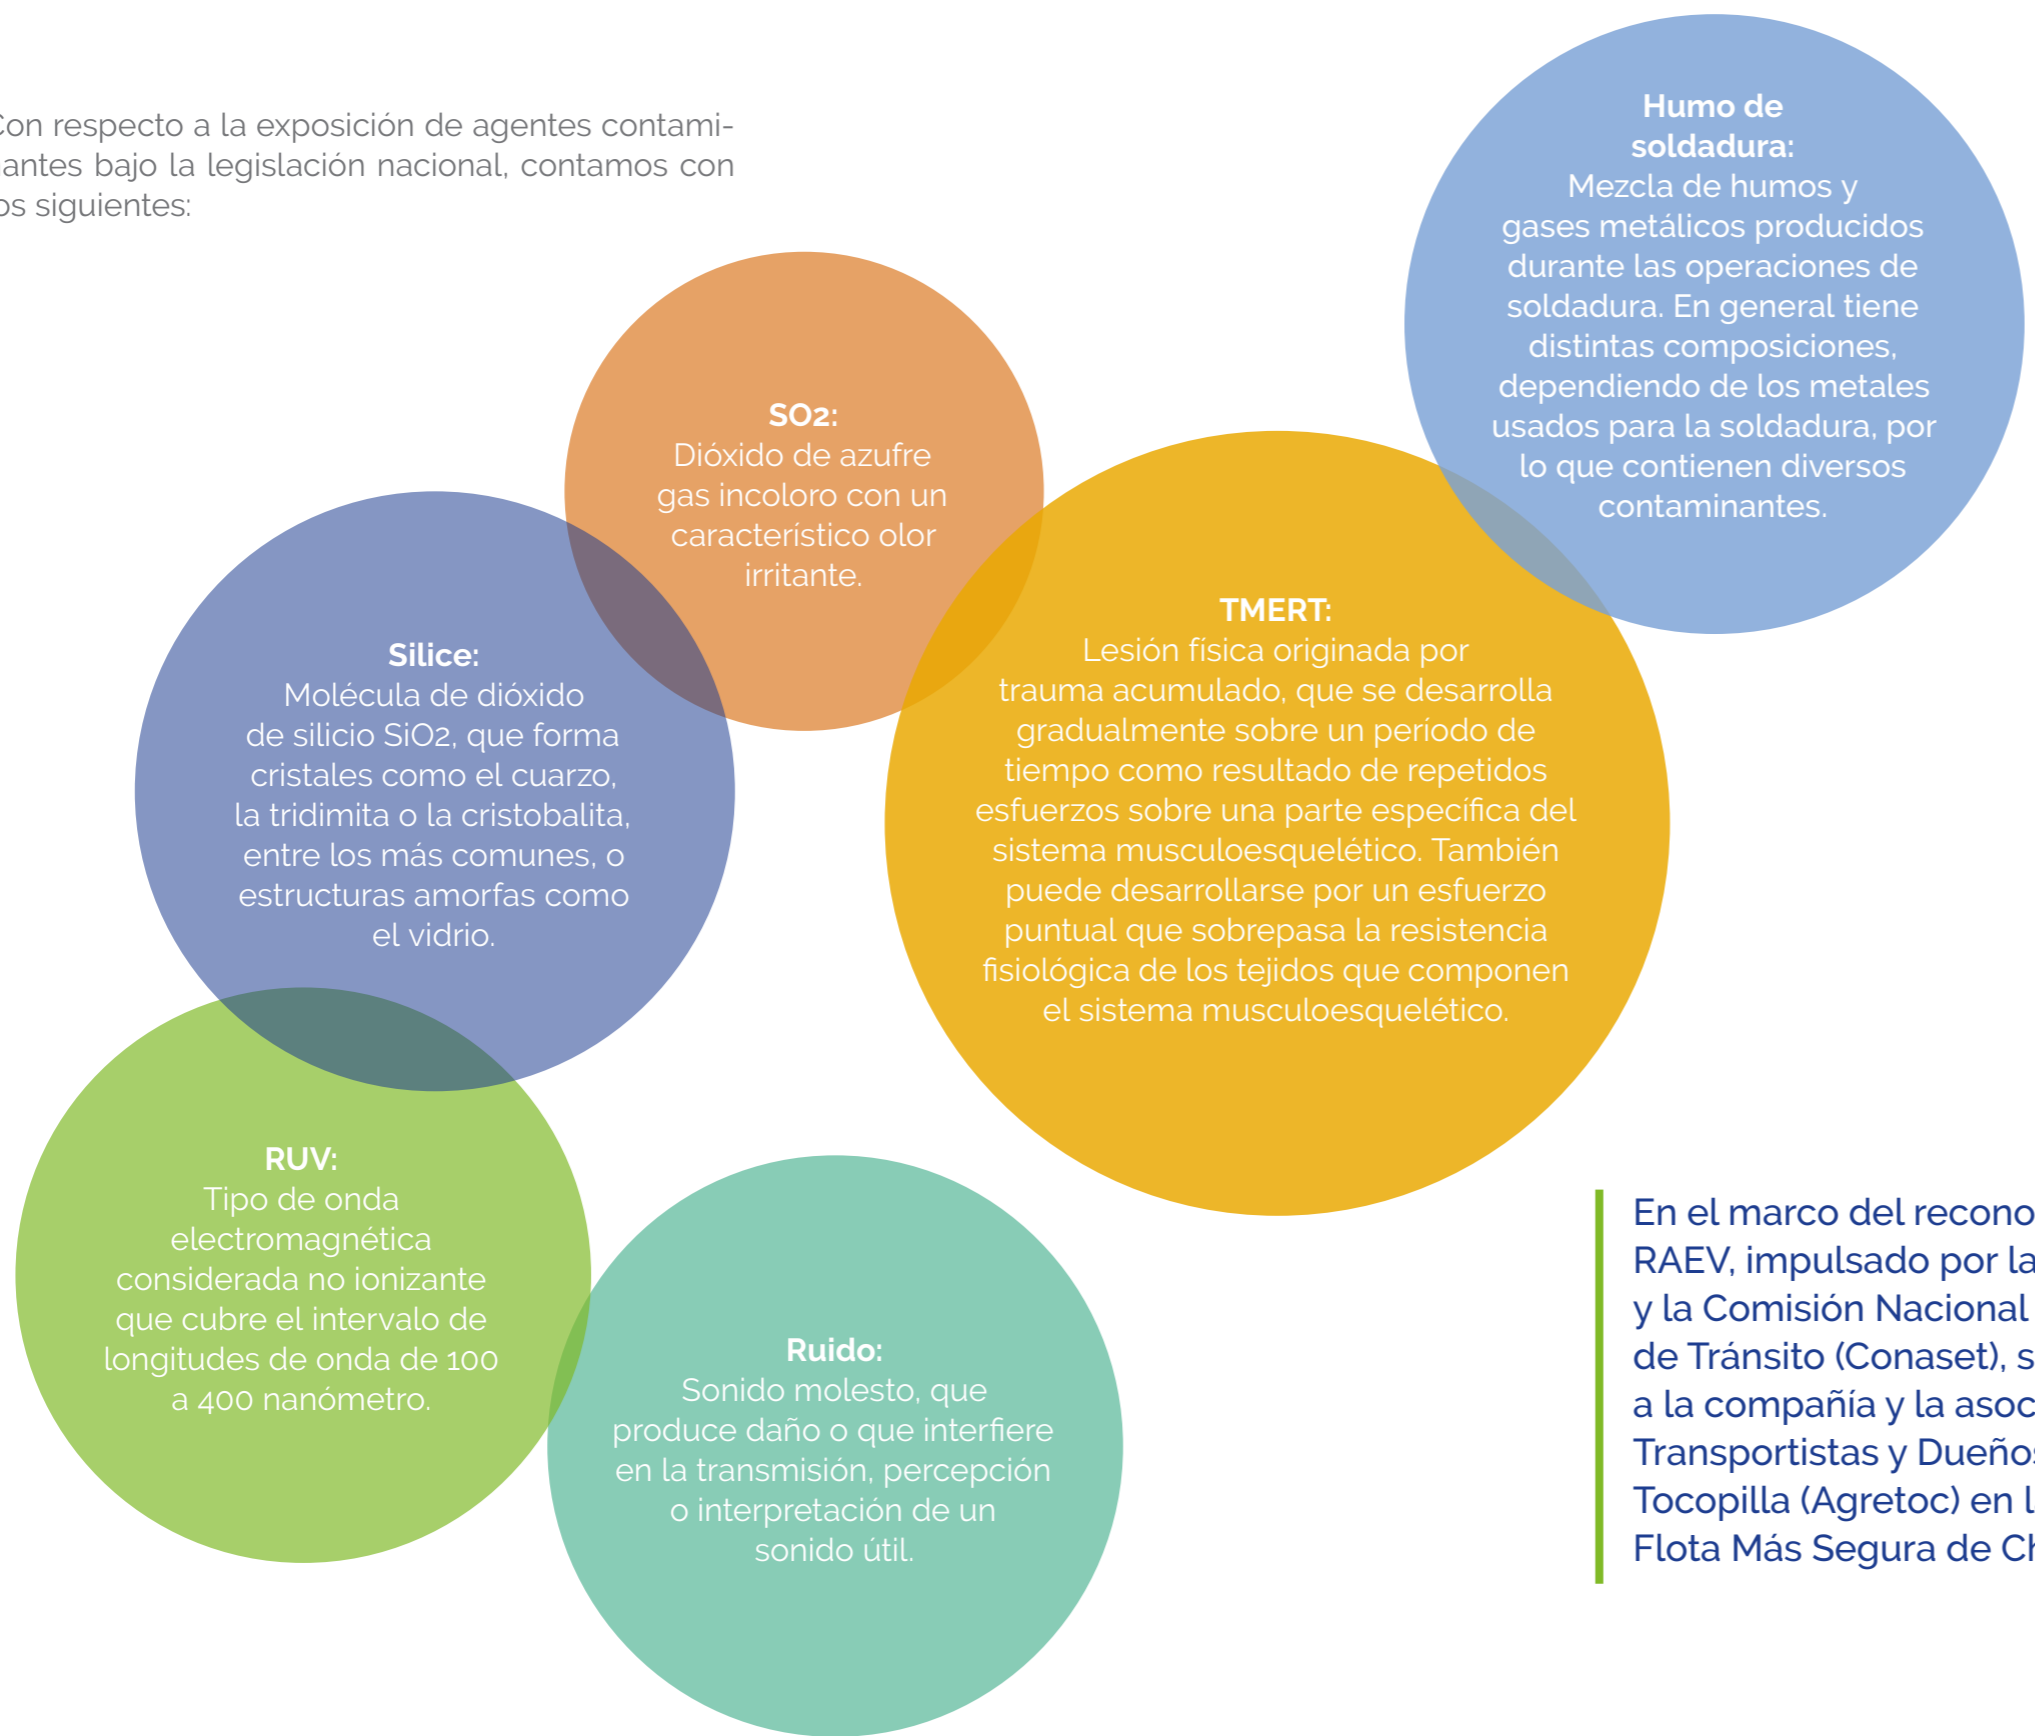 Con respecto a la exposición de agentes contami-
nantes bajo la legislación nacional, contamos con
los siguientes:
Humo de
soldadura:
Mezcla de humos y
gases metálicos producidos
durante las operaciones de
soldadura. En general tiene
distintas composiciones,
dependiendo de los metales
usados para la soldadura, por
lo que contienen diversos
contaminantes.
SO2:
Dióxido de azufre
gas incoloro con un
característico olor
irritante.
TMERT:
Lesión física originada por
trauma acumulado, que se desarrolla
gradualmente sobre un período de
tiempo como resultado de repetidos
esfuerzos sobre una parte específica del
sistema musculoesquelético. También
puede desarrollarse por un esfuerzo
puntual que sobrepasa la resistencia
fisiológica de los tejidos que componen
el sistema musculoesquelético.
Silice:
Molécula de dióxido
de silicio SiO2, que forma
cristales como el cuarzo,
la tridimita o la cristobalita,
entre los más comunes, o
estructuras amorfas como
el vidrio.
RUV:
Tipo de onda
electromagnética
considerada no ionizante
que cubre el intervalo de
longitudes de onda de 100
a 400 nanómetro.
Ruido:
Sonido molesto, que
produce daño o que interfiere
en la transmisión, percepción
o interpretación de un
sonido útil.
En el marco del recono
RAEV, impulsado por la
y la Comisión Nacional
de Tránsito (Conaset), s
a la compañía y la asoc
Transportistas y Dueños
Tocopilla (Agretoc) en l
Flota Más Segura de Ch